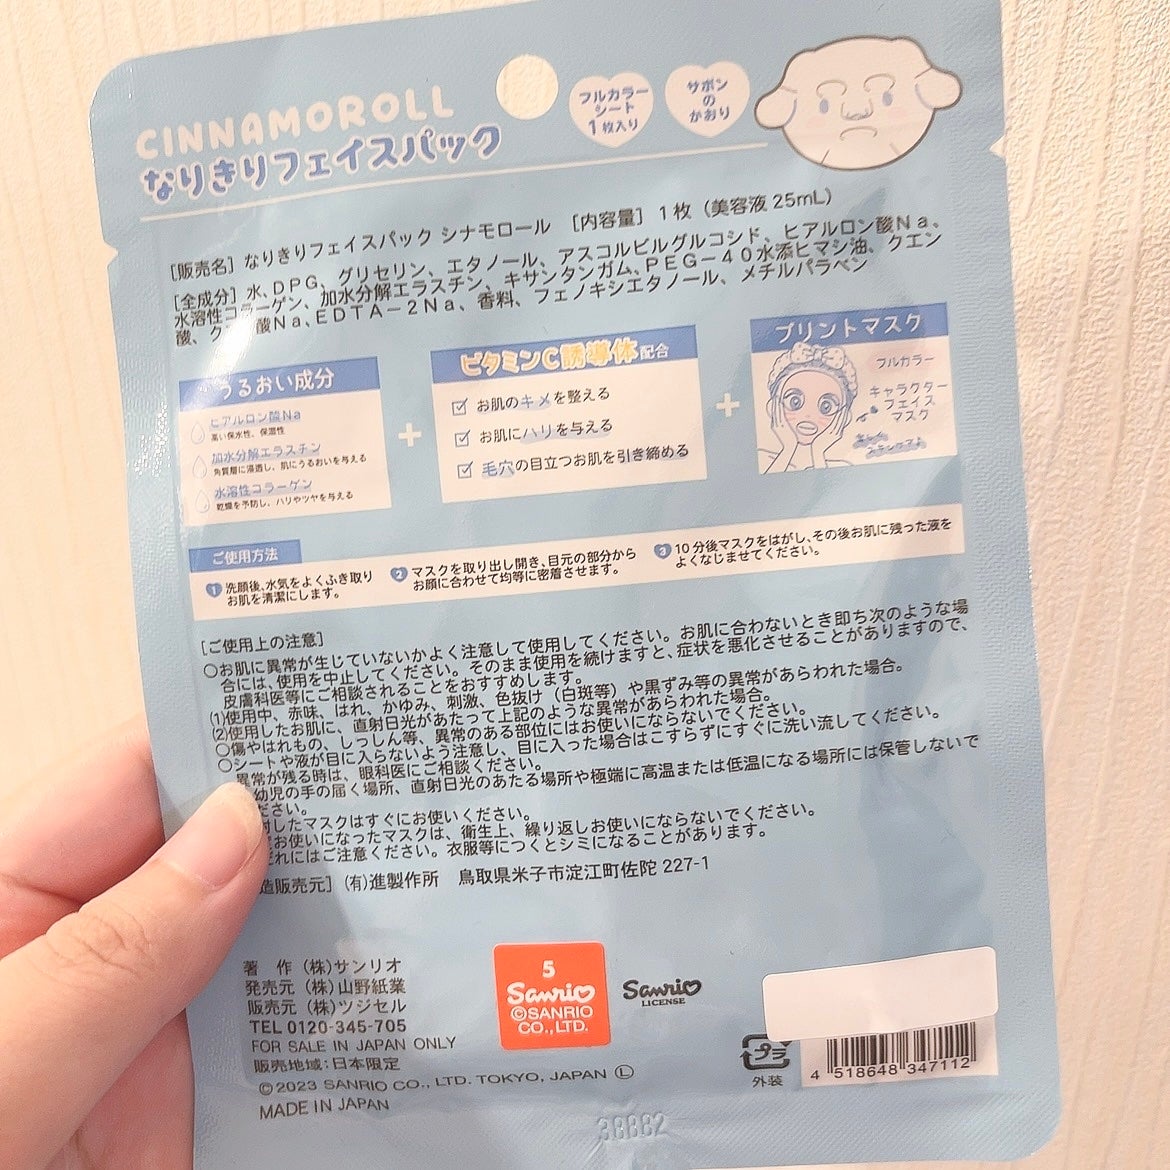 CINNAMOROLL
なりきりフェイスパック
フルカラー
シート
1枚入り
サボン
の
かおり
[販売名] なりきりフェイスパック シナモロール [内容量] 1枚（美容液 25mL）
[全成分] 水、DPG、グリセリン、エタノール、アスコルビルグルコシド、ヒアルロン酸Na、
水溶性コラーゲン、加水分解エラスチン、キサンタンガム、PEG－40水添ヒマシ油、クエン
酸、ク　酸Na、EDTA－2Na、香料、フェノキシエタノール、メチルパラベン
うるおい成分
ヒアルロン酸Na
高い保水性、保湿性
加水分解エラスチン
角質層に浸透し、肌にうるおいを与える
水溶性コラーゲン
乾燥を予防し、ハリやツヤを与える
+
ビタミンC誘導体配合
お肌のキメを整える
お肌にハリを与える
毛穴の目立つお肌を引き締める
+
プリントマスク
フルカラー
キャラクター
フェイス
マスク
ご使用方法
1 洗顔後、水気をよくふき取り
お肌を清潔にします。
2 マスクを取り出し開き、目元の部分から
お顔に合わせて均等に密着させます。
3 10分後マスクをはがし、その後お肌に残った液を
よくなじませてください。
[ご使用上の注意]
○お肌に異常が生じていないかよく注意して使用してください。お肌に合わないとき即ち次のような場
合には、使用を中止してください。そのまま使用を続けますと、症状を悪化させることがありますので、
皮膚科医等にご相談されることをおすすめします。
(1)使用中、赤味、はれ、かゆみ、刺激、色抜け（白斑等）や黒ずみ等の異常があらわれた場合。
(2)使用したお肌に、直射日光があたって上記のような異常があらわれた場合。
○傷やはれもの、しっしん等、異常のある部位にはお使いにならないでください。
○シートや液が目に入らないよう注意し、目に入った場合はこすらずにすぐに洗い流してください。
異常が残る時は、眼科医にご相談ください。
幼児の手の届く場所、直射日光のあたる場所や極端に高温または低温になる場所には保管しないで
ださい。
封したマスクはすぐにお使いください。
お使いになったマスクは、衛生上、繰り返しお使いにならないでください。
だれにはご注意ください。衣服等につくとシミになることがあります。
造販売元] (有)進製作所 鳥取県米子市淀江町佐陀 227-1
著 作 (株)サンリオ
発売元 (株)山野紙業
販売元 (株)ツジセル
TEL 0120-345-705
FOR SALE IN JAPAN ONLY
販売地域：日本限定
©2023 SANRIO CO., LTD. TOKYO, JAPAN Ⓛ
MADE IN JAPAN
5
Sanrio
©SANRIO
CO., LTD.
Sanrio
LICENSE
プラ
外装
4 518648 347112
38882